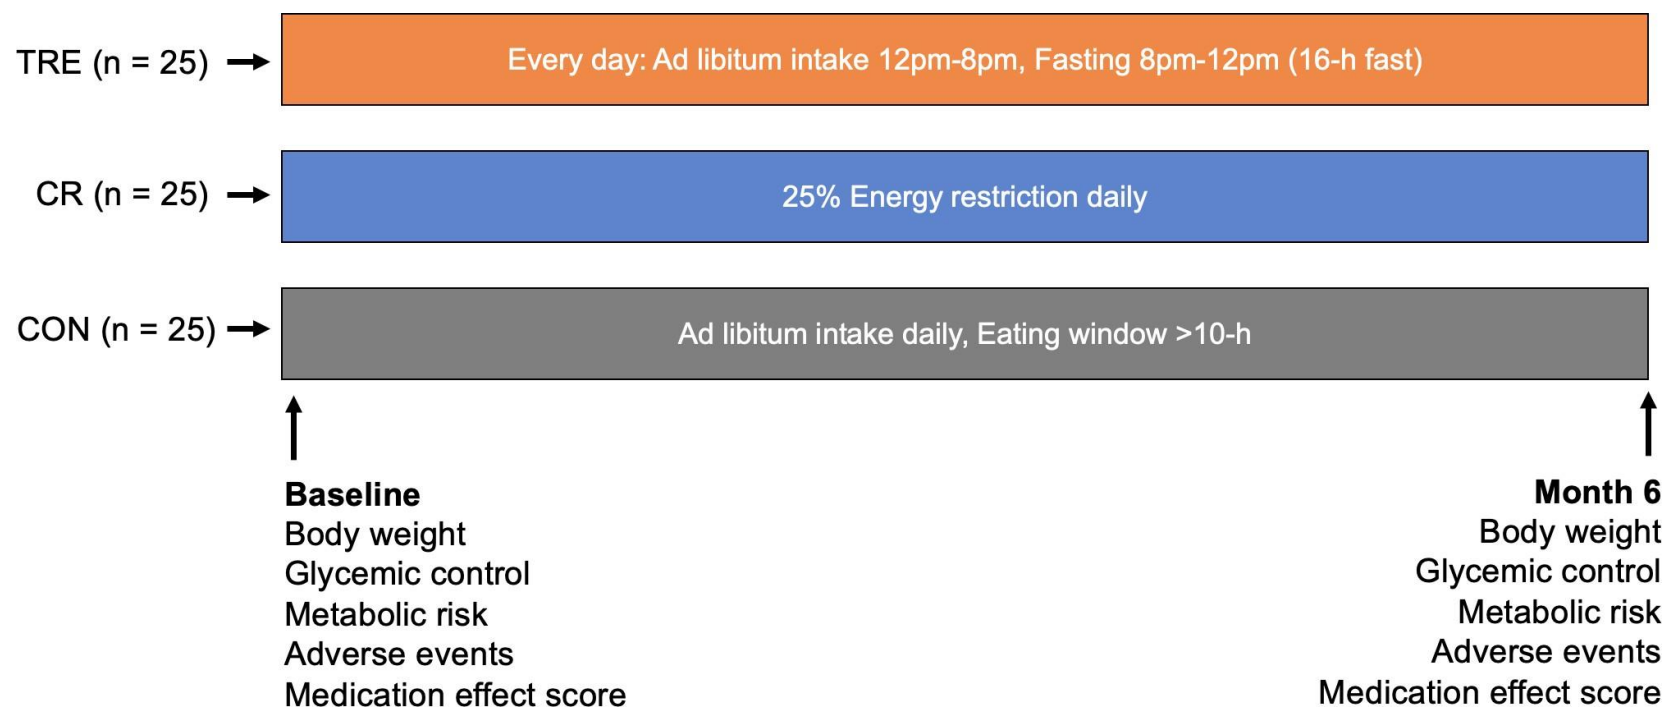 TRE (n = 25)
Every day: Ad libitum intake 12pm-8pm, Fasting 8pm-12pm (16-h fast)
CR (n = 25)
25% Energy restriction daily
CON (n = 25)
Ad libitum intake daily, Eating window >10-h
Baseline
Body weight
Glycemic control
Metabolic risk
Adverse events
Medication effect score
Month 6
Body weight
Glycemic control
Metabolic risk
Adverse events
Medication effect score